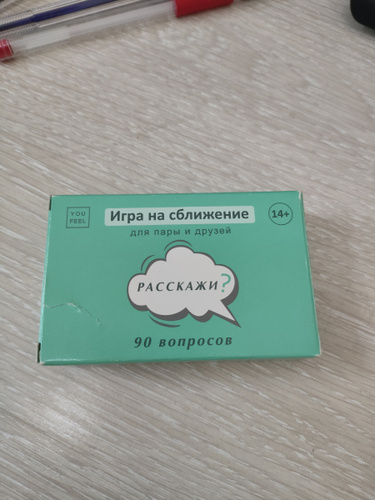 YOU
FEEL
Игра на сближение
14+
для пары и друзей
РАССКАЖИ?
90 вопросов